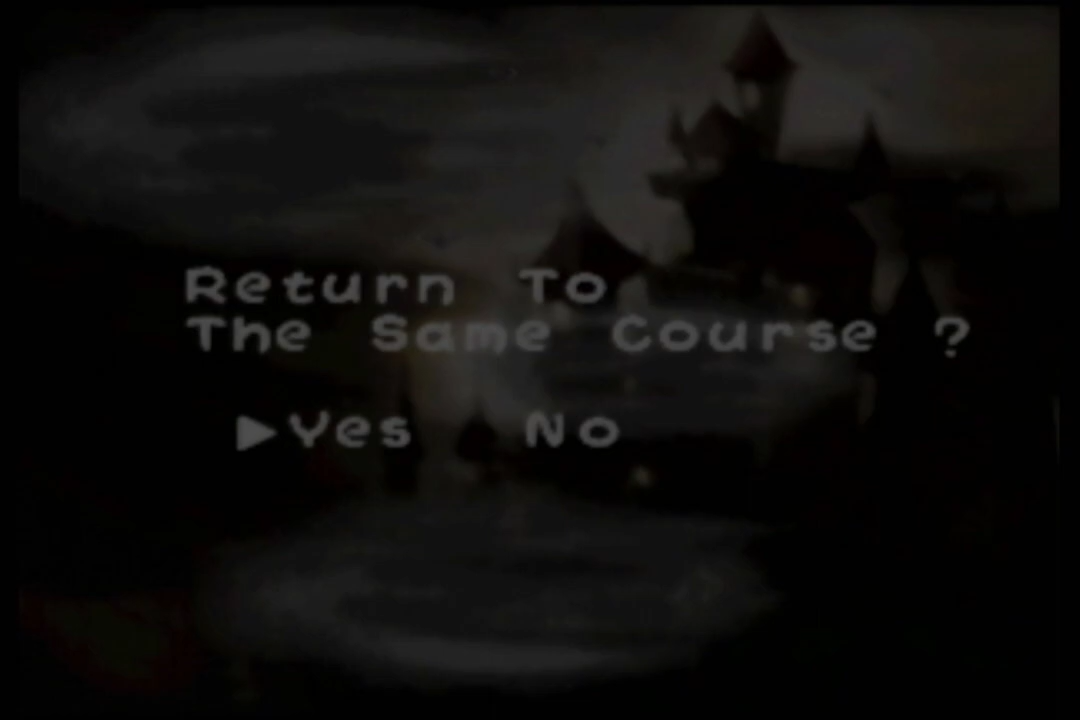 Return To
The Same Course ?
▶Yes No